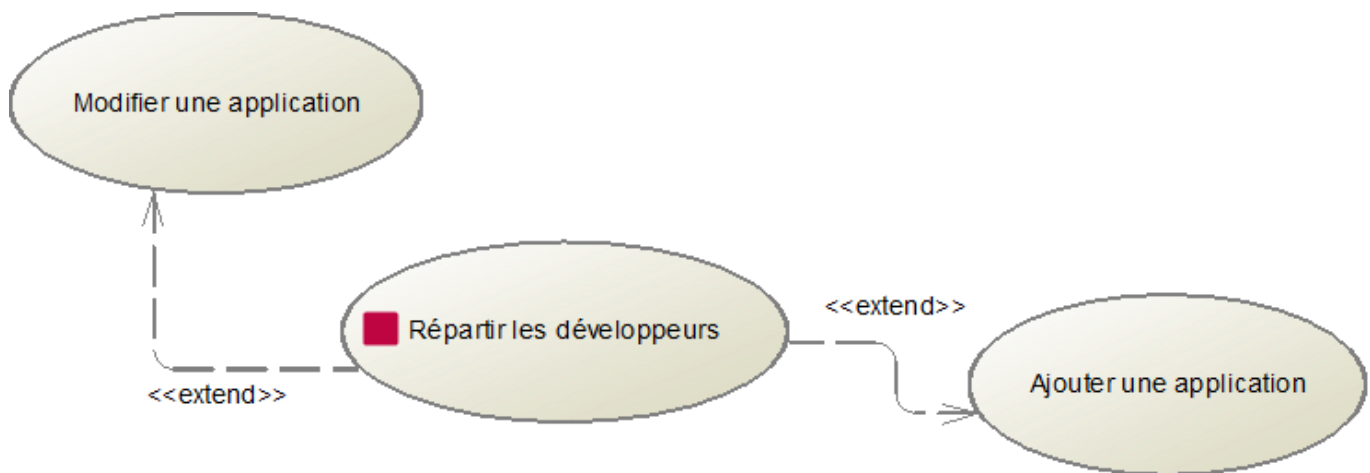 Modifier une application
<<extend>>
Répartir les développeurs
<<extend>>
Ajouter une application